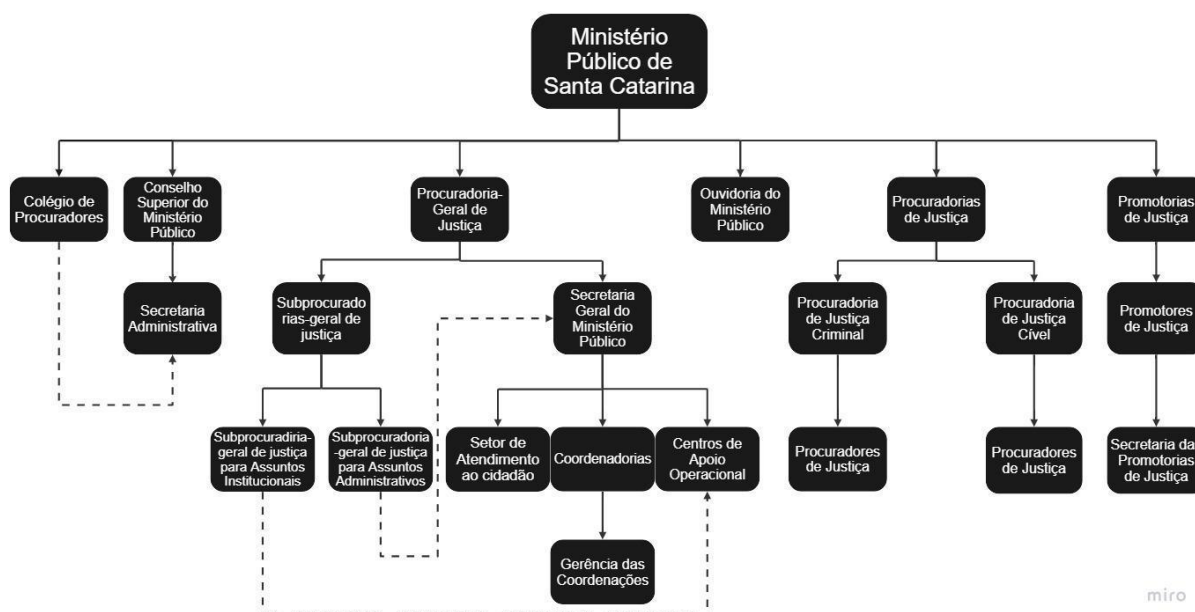 Ministério
Público de
Santa Catarina
Colégio de
Procuradores
Conselho
Superior do
Ministério
Público
Procuradoria-
Geral de
Justiça
Ouvidoria do
Ministério
Público
Procuradorias
de Justiça
Promotorias
de Justiça
Secretaria
Administrativa
Subprocurado
rias-geral de
justiça
Secretaria
Geral do
Ministério
Público
Procuradoria
de Justiça
Criminal
Procuradoria
de Justiça
Cível
Promotores
de Justiça
Subprocuradiria-
geral de justiça
para Assuntos
Institucionais
Subprocuradoria
-geral de justiça
para Assuntos
Administrativos
Setor de
Atendimento
ao cidadão
Coordenadorias
Centros de
Apoio
Operacional
Procuradores
de Justiça
Procuradores
de Justiça
Secretaria das
Promotorias
de Justiça
Gerência das
Coordenações
miro